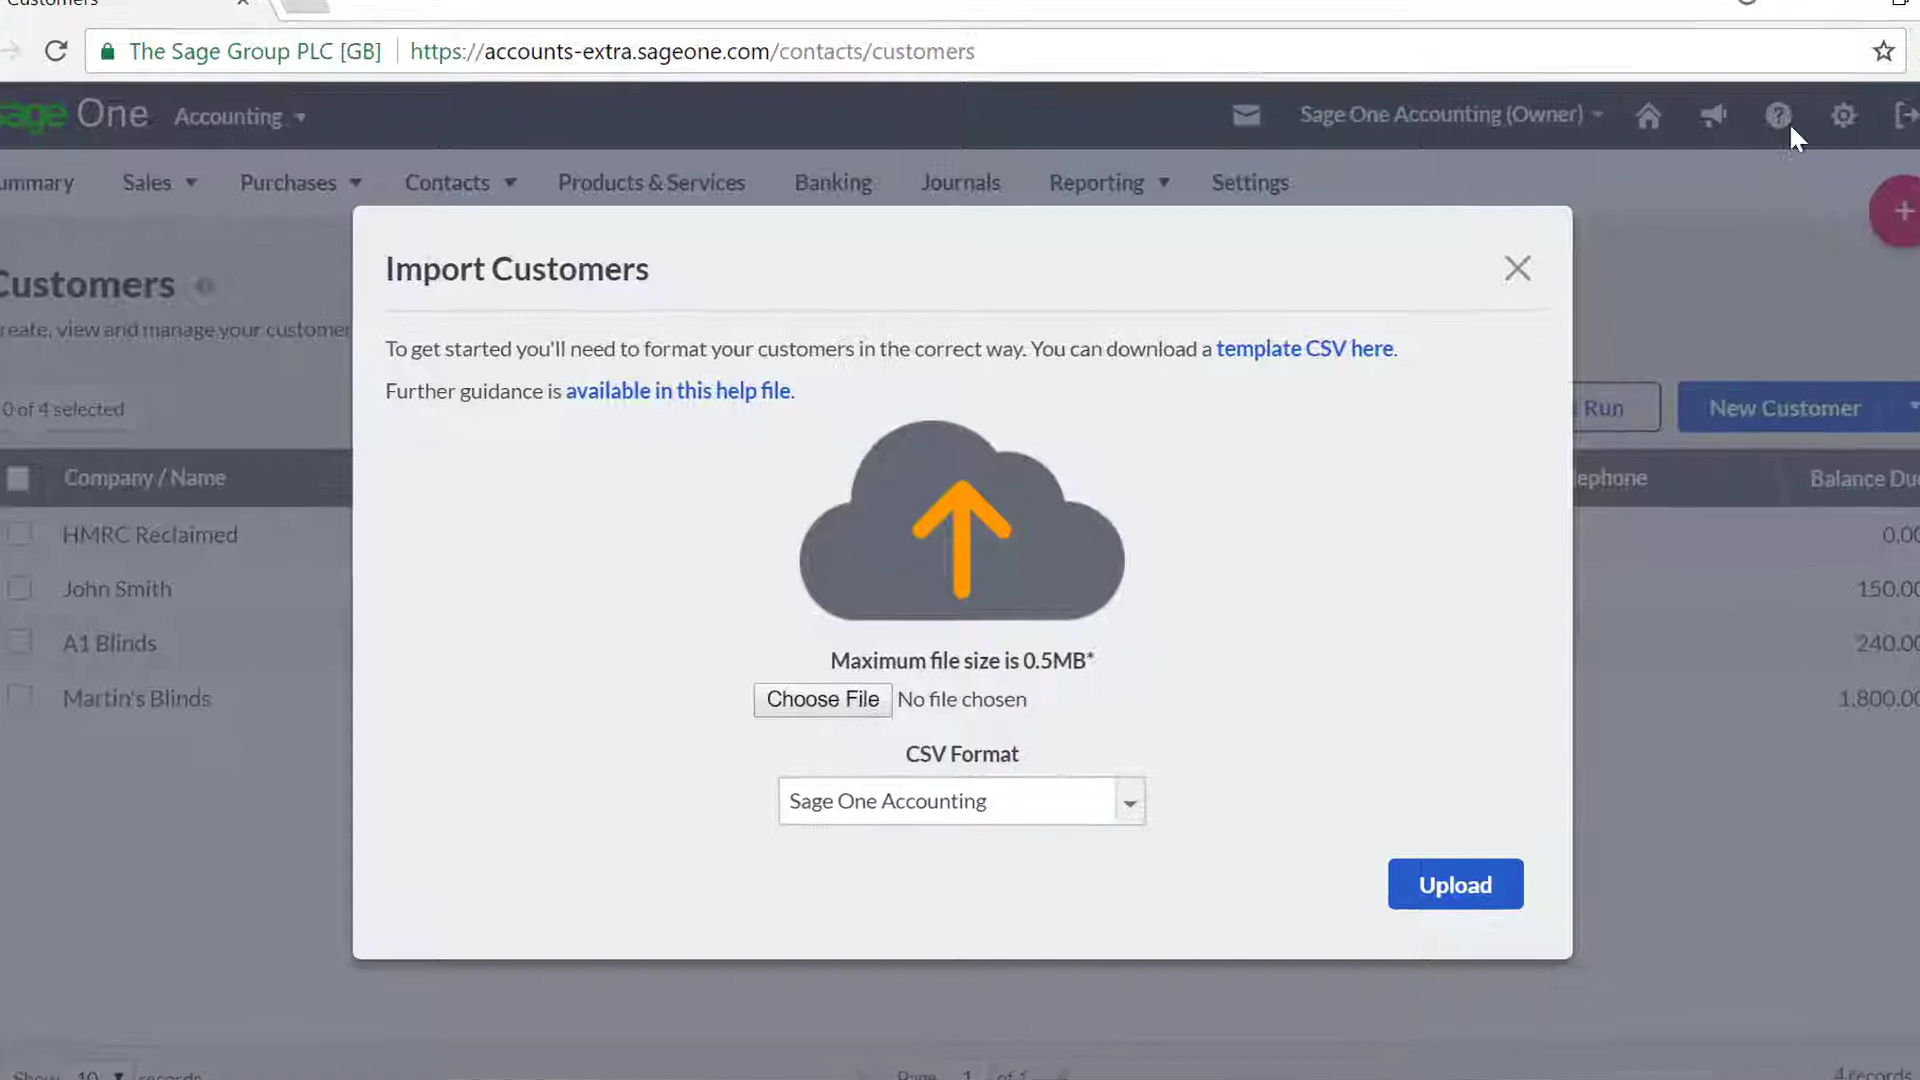 The Sage Group PLC [GB] https://accounts-extra.sageone.com/contacts/customers
sage One Accounting Sage One Accounting (Owner)
Sales Purchases Contacts Products & Services Banking Journals Reporting Settings
Import Customers
Customers
create, view and manage your customer
To get started you'll need to format your customers in the correct way. You can download a template CSV here.
Further guidance is available in this help file.
0 of 4 selected
Run
New Customer
Company / Name
Balance Du
HMRC Reclaimed
0.00
John Smith
150.00
A1 Blinds
240.00
Martin's Blinds
1,800.00
Maximum file size is 0.5MB*
Choose File No file chosen
CSV Format
Sage One Accounting
Upload
Show 10 records
Page 1 of 1
4 records